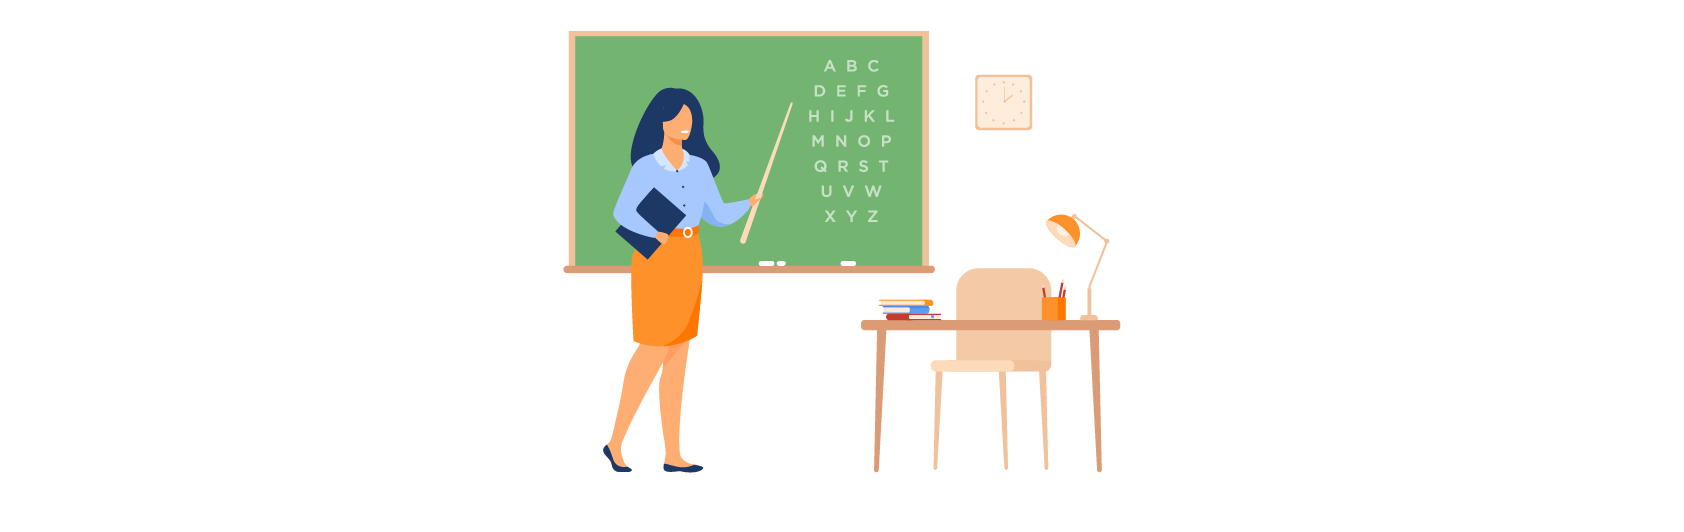 A B C
D E F G
H I J K L
M N O P
Q R S T
U V W
X Y Z